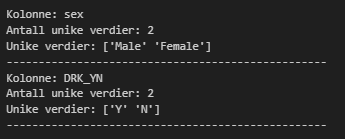 Kolonne: sex
Antall unike verdier: 2
Unike verdier: ['Male' 'Female']
--------------------------------------------------
Kolonne: DRK_YN
Antall unike verdier: 2
Unike verdier: ['Y' 'N']
--------------------------------------------------